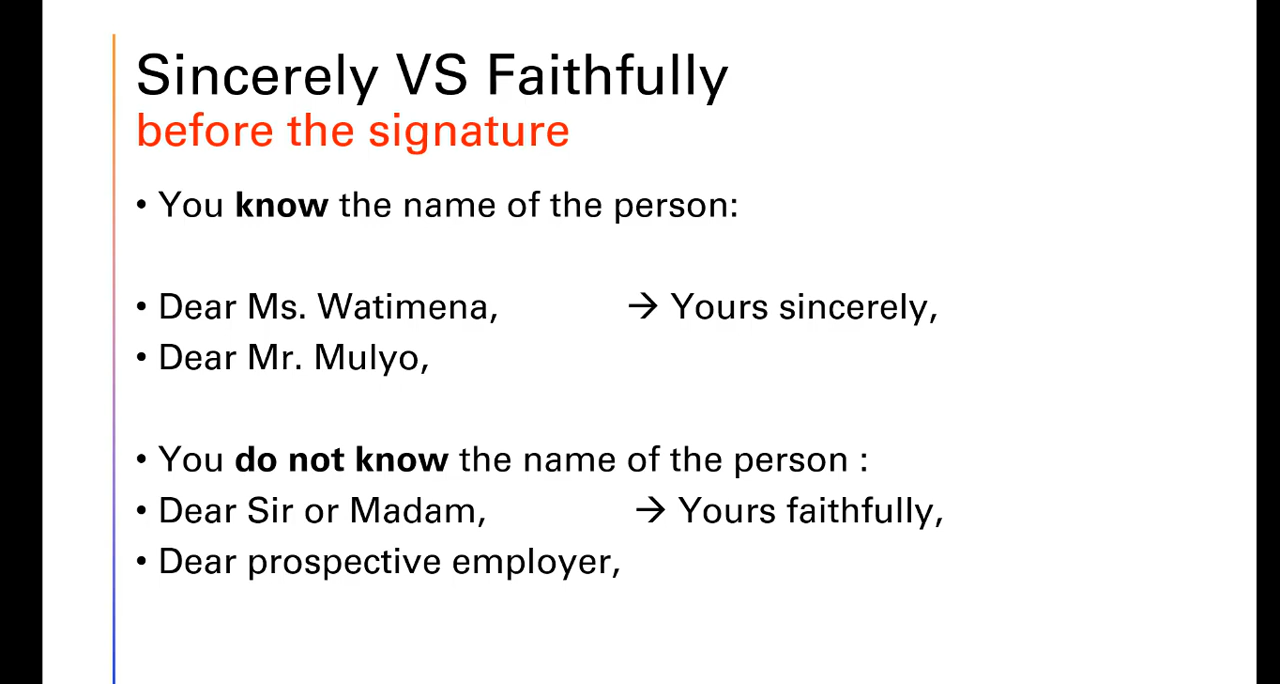 Sincerely VS Faithfully
before the signature
• You know the name of the person:
• Dear Ms. Watimena, → Yours sincerely,
• Dear Mr. Mulyo,
• You do not know the name of the person :
• Dear Sir or Madam, → Yours faithfully,
• Dear prospective employer,